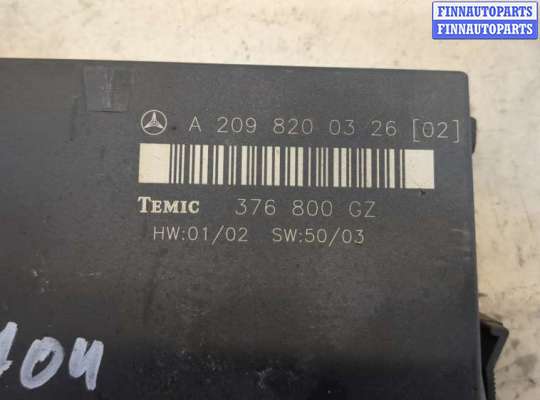 FINNAUTOPARTS
FINNAUTOPARTS
A 209 820 03 26 [02]
TEMIC 376 800 GZ
HW:01/02 SW:50/03